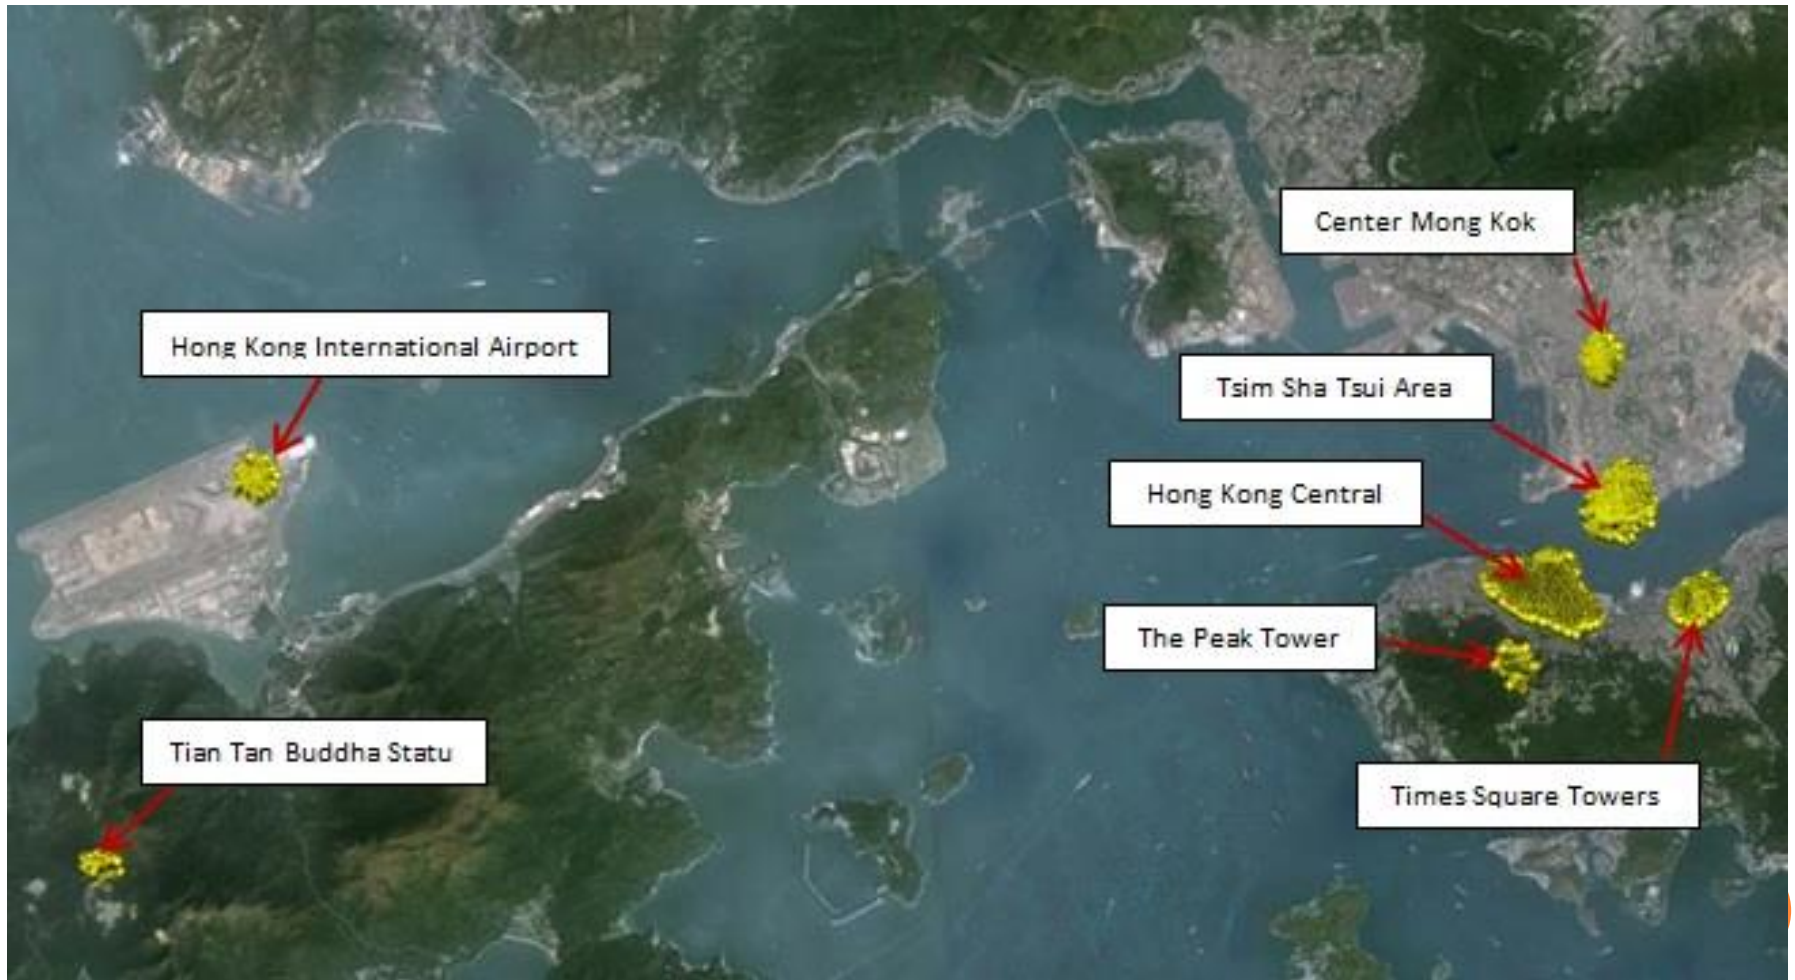 Center Mong Kok
Hong Kong International Airport
Tsim Sha Tsui Area
Hong Kong Central
The Peak Tower
Tian Tan Buddha Statu
Times Square Towers